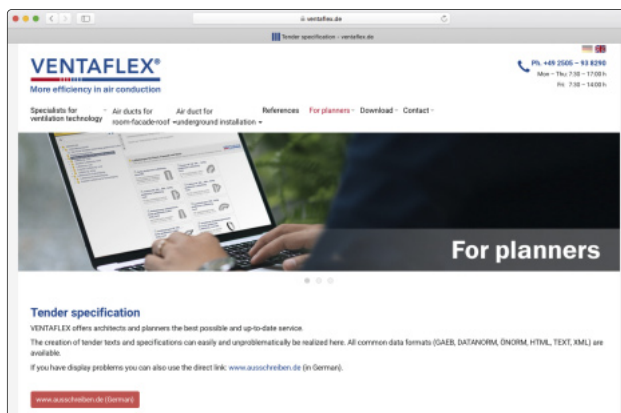 ventaflex.de
Tender specification – ventaflex.de
VENTAFLEX®
More efficiency in air conduction
Ph. +49 2505 – 93 8290
Mon – Thu: 7:30 – 17:00 h
Fri: 7:30 – 14:00 h
Specialists for ventilation technology
Air ducts for room-facade-roof
Air duct for underground installation
References
For planners
Download
Contact
For planners
Tender specification
VENTAFLEX offers architects and planners the best possible and up-to-date service.
The creation of tender texts and specifications can easily and unproblematically be realized here. All common data formats (GAEB, DATANORM, ÖNORM, HTML, TEXT, XML) are
available.
If you have display problems you can also use the direct link: www.ausschreiben.de (in German).
www.ausschreiben.de (German)